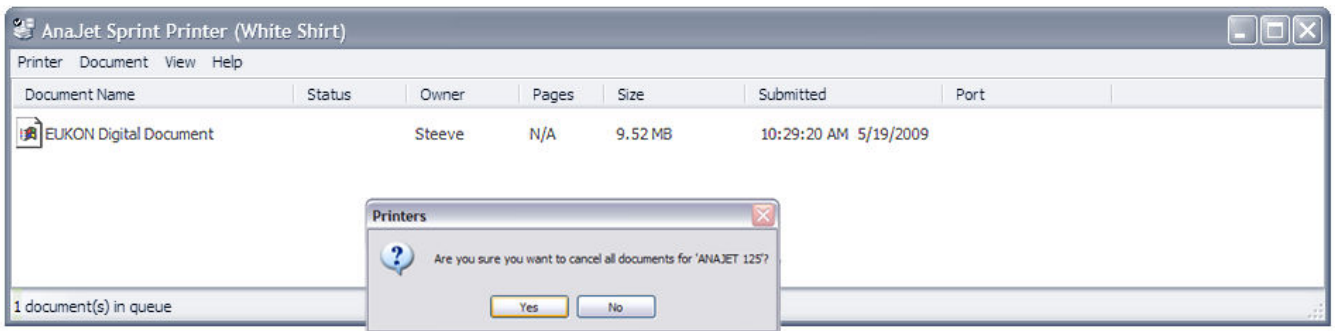 AnaJet Sprint Printer (White Shirt)
Printer Document View Help
Document Name Status Owner Pages Size Submitted Port
EUKON Digital Document Steeve N/A 9.52 MB 10:29:20 AM 5/19/2009
Printers
Are you sure you want to cancel all documents for 'ANAJET 125'?
Yes No
1 document(s) in queue